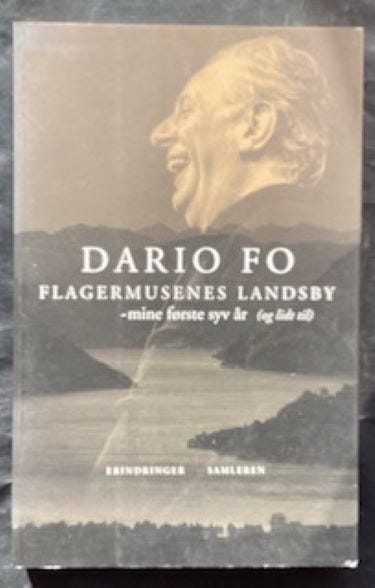 DARIO FO
FLAGERMUSENES LANDSBY
-mine første syv år (og lidt til)
ERINDRINGER SAMLEREN